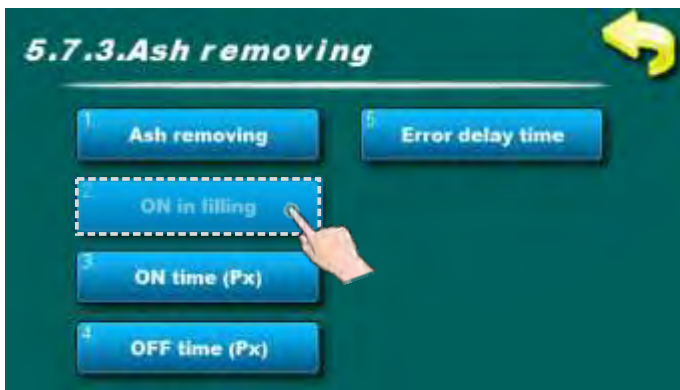 5.7.3.Ash removing
1
Ash removing
2
ON in filling
3
ON time (Px)
4
OFF time (Px)
5
Error delay time